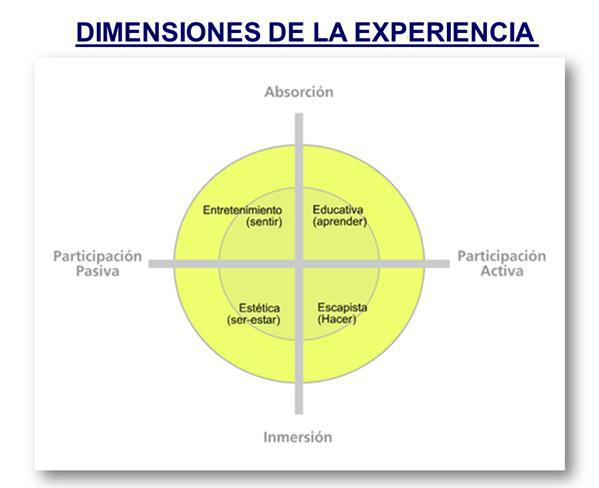 DIMENSIONES DE LA EXPERIENCIA
Absorción
Entretenimiento
(sentir)
Educativa
(aprender)
Participación
Pasiva
Participación
Activa
Estética
(ser-estar)
Escapista
(Hacer)
Inmersión